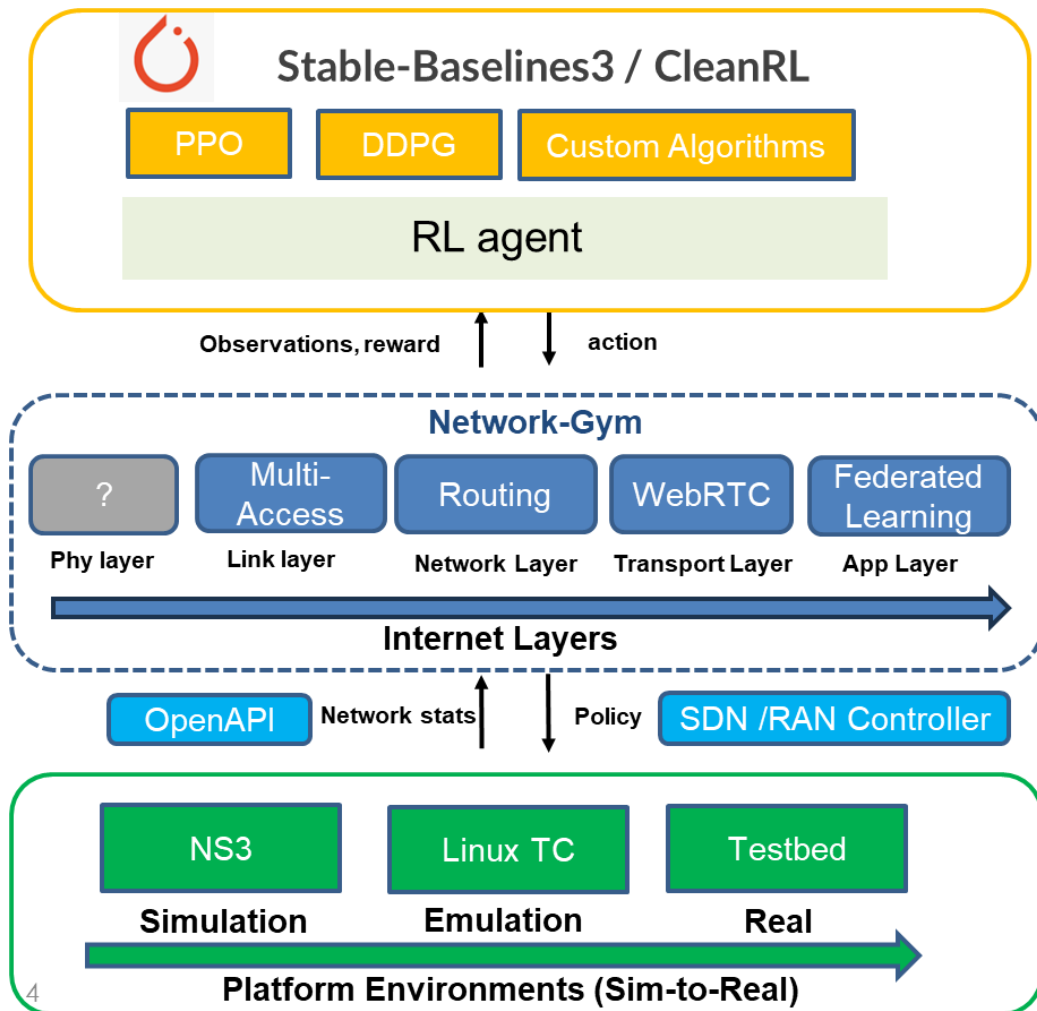 Stable-Baselines3 / CleanRL
PPO
DDPG
Custom Algorithms
RL agent
Observations, reward
action
Network-Gym
?
Multi-
Access
Routing
WebRTC
Federated
Learning
Phy layer
Link layer
Network Layer
Transport Layer
App Layer
Internet Layers
OpenAPI
Network stats
Policy
SDN /RAN Controller
NS3
Linux TC
Testbed
Simulation
Emulation
Real
Platform Environments (Sim-to-Real)
4